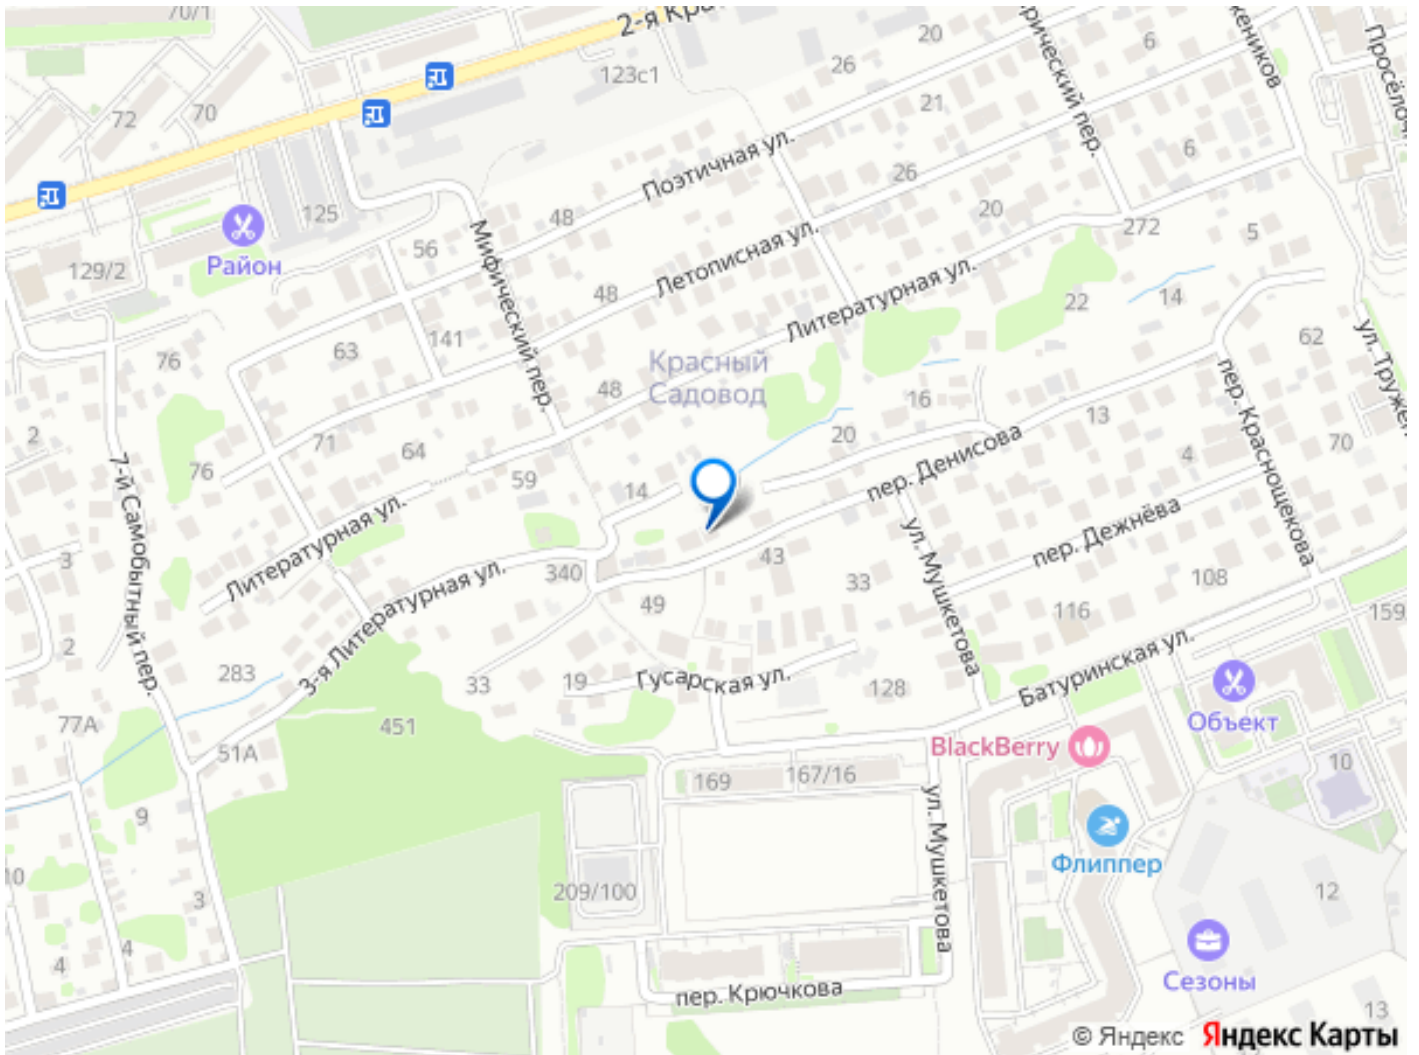 70/1
2-я Кра
123с1
20
26
6
Просёлочн
72
70
21
Поэтичная ул.
26
6
125
48
20
Район
56
Мифический пер.
Летописная ул.
272
5
129/2
Литературная ул.
48
22
14
76
63
141
62
ул. Тружен
Красный
Садовод
48
16
13
пер. Краснощекова
2
71
64
20
70
76
59
14
пер. Денисова
4
7-й Самобытный пер.
Литературная ул.
ул. Мушкетова
пер. Дежнёва
3
340
43
33
108
3-я Литературная ул.
49
116
159
2
283
33
19
Гусарская ул.
128
Батуринская ул.
77А
451
Объект
51А
BlackBerry
169
167/16
10
9
ул. Мушкетова
Флиппер
10
209/100
12
3
4
4
Сезоны
пер. Крючкова
13
© Яндекс
Яндекс Карты